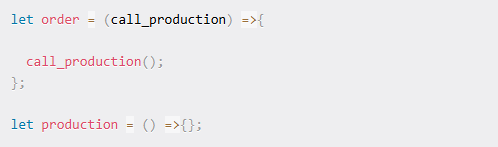 let order = (call_production) =>{
call_production();
};
let production = () =>{};